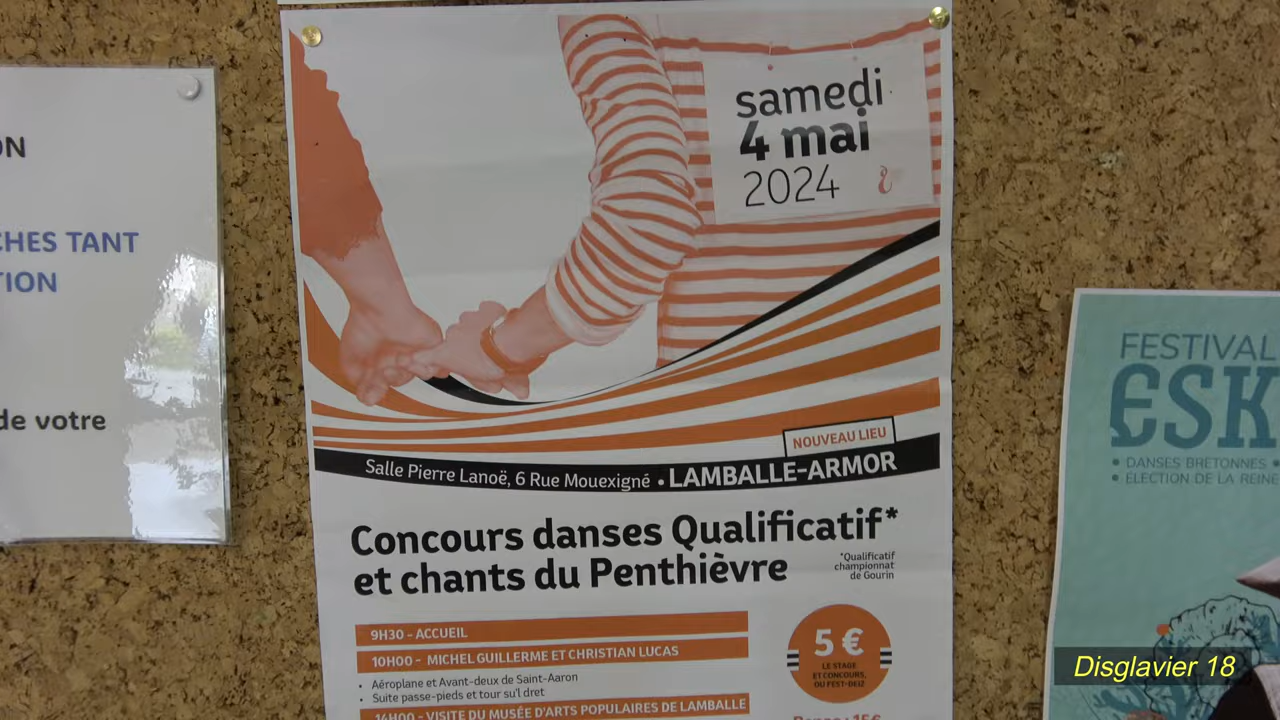 ON
CHES TANT
TION
de votre
samedi
4 mai
2024
NOUVEAU LIEU
Salle Pierre Lanoë, 6 Rue Mouexigné • LAMBALLE-ARMOR
Concours danses Qualificatif*
et chants du Penthièvre
*Qualificatif
championnat
de Gourin
9H30 - ACCUEIL
10H00 - MICHEL GUILLERME ET CHRISTIAN LUCAS
• Aéroplane et Avant-deux de Saint-Aaron
• Suite passe-pieds et tour su'l dret
14H00 - VISITE DU MUSÉE D'ARTS POPULAIRES DE LAMBALLE
5 €
LE STAGE
ET CONCOURS,
OU FEST-DEIZ
Repas : 15€
FESTIVAL
ESK
• DANSES BRETONNES •
• ÉLECTION DE LA REINE
Disglavier 18